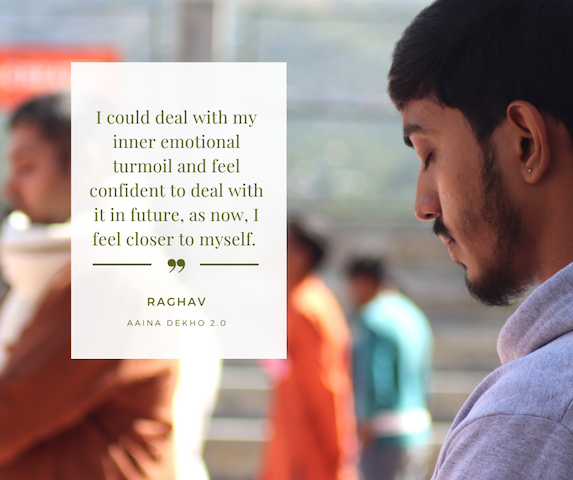 I could deal with my
inner emotional
turmoil and feel
confident to deal with
it in future, as now, I
feel closer to myself.
❞
RAGHAV
AAINA DEKHO 2.0